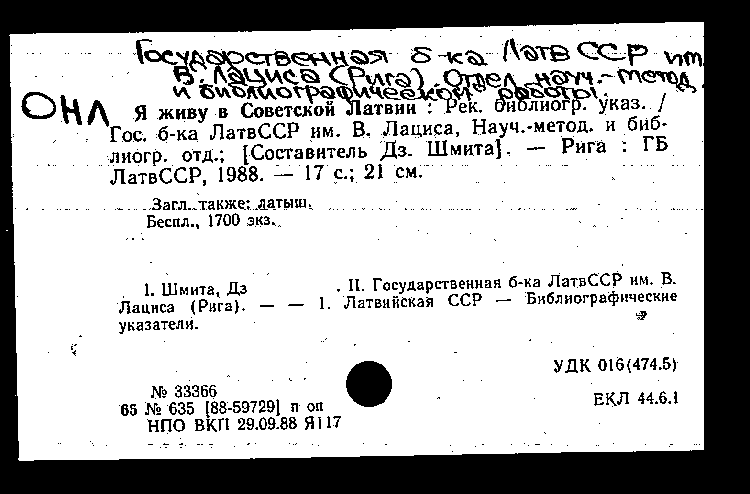 Государственная б-ка Латв ССР им.
В. Лациса (Рига). Отдел науч.-метод.
и библиографической работы.
ОНЛ
Я живу в Советской Латвии : Рек. библиогр. указ. /
Гос. б-ка ЛатвССР им. В. Лациса, Науч.-метод. и биб-
лиогр. отд.; [Составитель Дз. Шмита]. — Рига : ГБ
ЛатвССР, 1988. — 17 с.; 21 см.
Загл. также: латыш.
Беспл., 1700 экз.
I. Шмита, Дз . II. Государственная б-ка ЛатвССР им. В.
Лациса (Рига). — — 1. Латвийская ССР — Библиографические
указатели.
УДК 016(474.5)
№ 33366
65 № 635 [88-59729] п оп
ЕКЛ 44.6.1
НПО ВКП 29.09.88 Я117